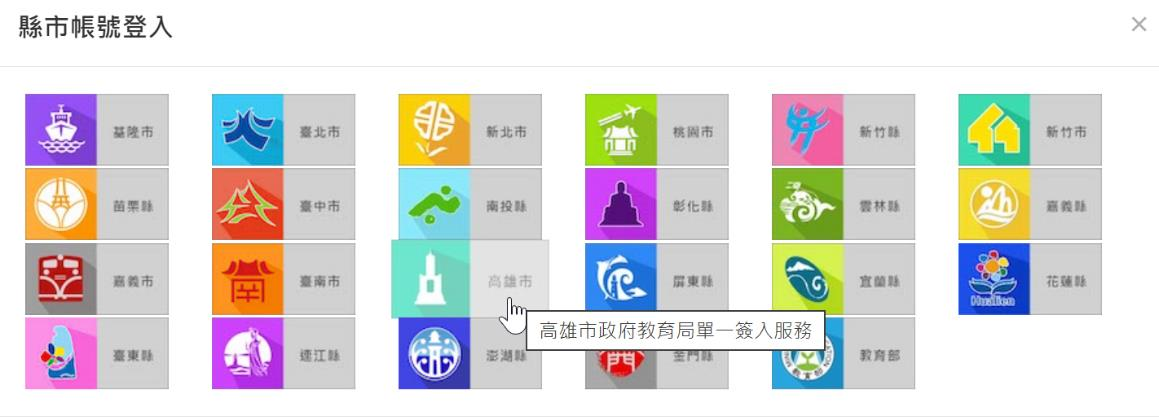 縣市帳號登入
基隆市
臺北市
新北市
桃園市
新竹縣
新竹市
苗栗縣
臺中市
南投縣
彰化縣
雲林縣
嘉義縣
嘉義市
臺南市
高雄市
屏東縣
宜蘭縣
Hualien
花蓮縣
高雄市政府教育局單一簽入服務
臺東縣
連江縣
澎湖縣
金門縣
教育部